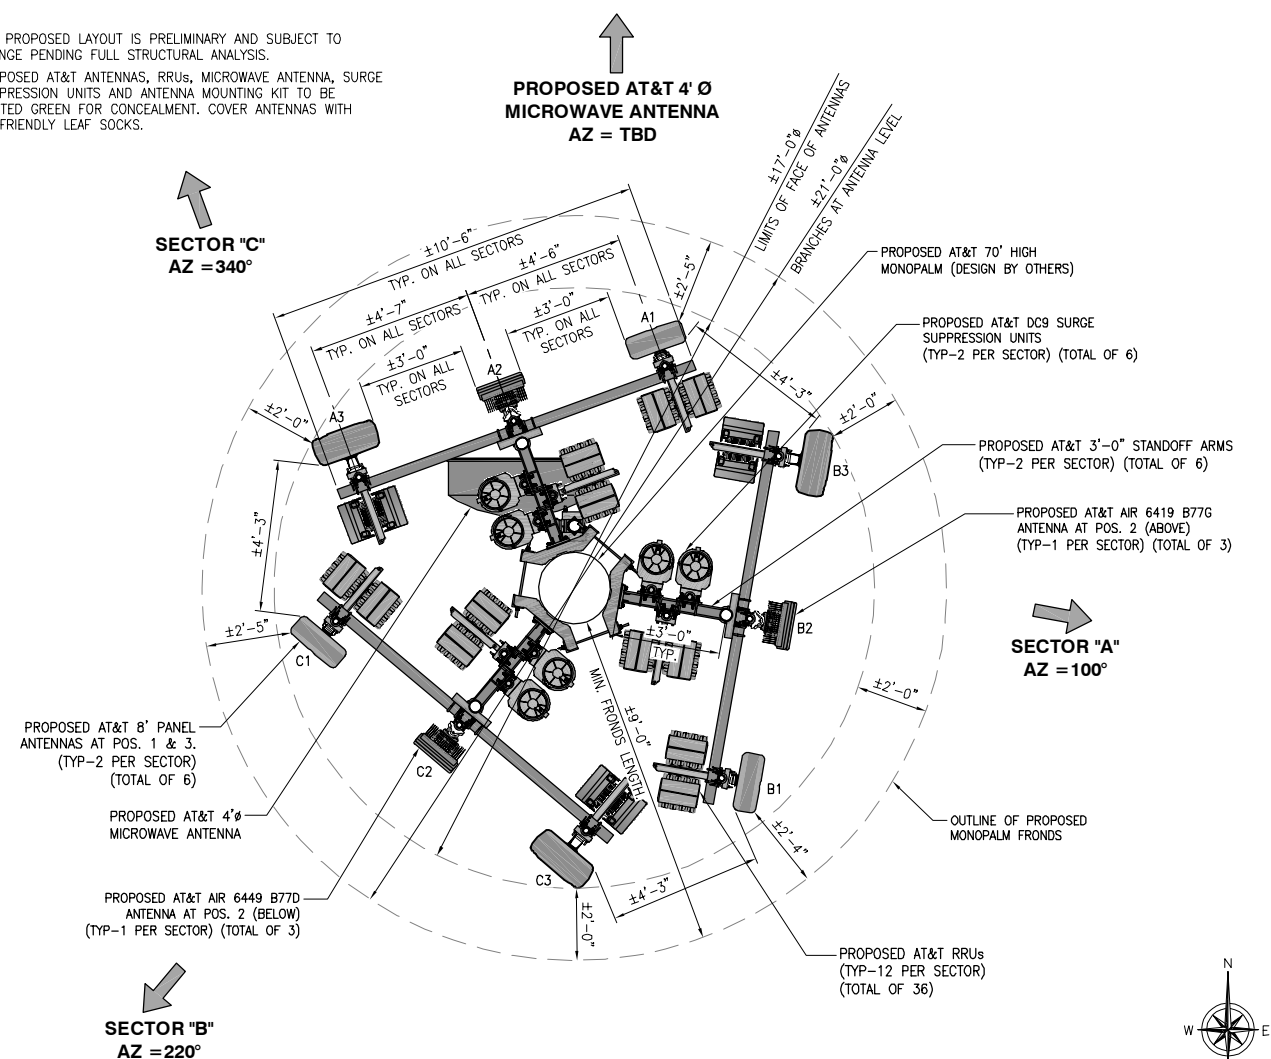 PROPOSED LAYOUT IS PRELIMINARY AND SUBJECT TO
NGE PENDING FULL STRUCTURAL ANALYSIS.
POSED AT&T ANTENNAS, RRUs, MICROWAVE ANTENNA, SURGE
PRESSION UNITS AND ANTENNA MOUNTING KIT TO BE
TED GREEN FOR CONCEALMENT. COVER ANTENNAS WITH
FRIENDLY LEAF SOCKS.
PROPOSED AT&T 4' Ø
MICROWAVE ANTENNA
AZ = TBD
SECTOR "C"
AZ =340°
±17'-0"ø
LIMITS OF FACE OF ANTENNAS
±21'-0"ø
BRANCHES AT ANTENNA LEVEL
±10'-6"
TYP. ON ALL SECTORS
±4'-6"
TYP. ON ALL SECTORS
±4'-7"
TYP. ON ALL SECTORS
±3'-0"
TYP. ON ALL
SECTORS
±3'-0"
TYP. ON ALL
SECTORS
±2'-5"
A1
A2
A3
±2'-0"
±4'-3"
±2'-0"
B3
PROPOSED AT&T 70' HIGH
MONOPALM (DESIGN BY OTHERS)
PROPOSED AT&T DC9 SURGE
SUPPRESSION UNITS
(TYP-2 PER SECTOR) (TOTAL OF 6)
PROPOSED AT&T 3'-0" STANDOFF ARMS
(TYP-2 PER SECTOR) (TOTAL OF 6)
PROPOSED AT&T AIR 6419 B77G
ANTENNA AT POS. 2 (ABOVE)
(TYP-1 PER SECTOR) (TOTAL OF 3)
±4'-3"
±2'-5"
C1
B2
±3'-0"
TYP.
SECTOR "A"
AZ =100°
±2'-0"
MIN. FRONDS LENGTH
±9'-0"
PROPOSED AT&T 8' PANEL
ANTENNAS AT POS. 1 & 3.
(TYP-2 PER SECTOR)
(TOTAL OF 6)
C2
B1
PROPOSED AT&T 4'ø
MICROWAVE ANTENNA
OUTLINE OF PROPOSED
MONOPALM FRONDS
±2'-4"
C3
±4'-3"
±2'-0"
PROPOSED AT&T AIR 6449 B77D
ANTENNA AT POS. 2 (BELOW)
(TYP-1 PER SECTOR) (TOTAL OF 3)
PROPOSED AT&T RRUs
(TYP-12 PER SECTOR)
(TOTAL OF 36)
SECTOR "B"
AZ =220°
N
W
E